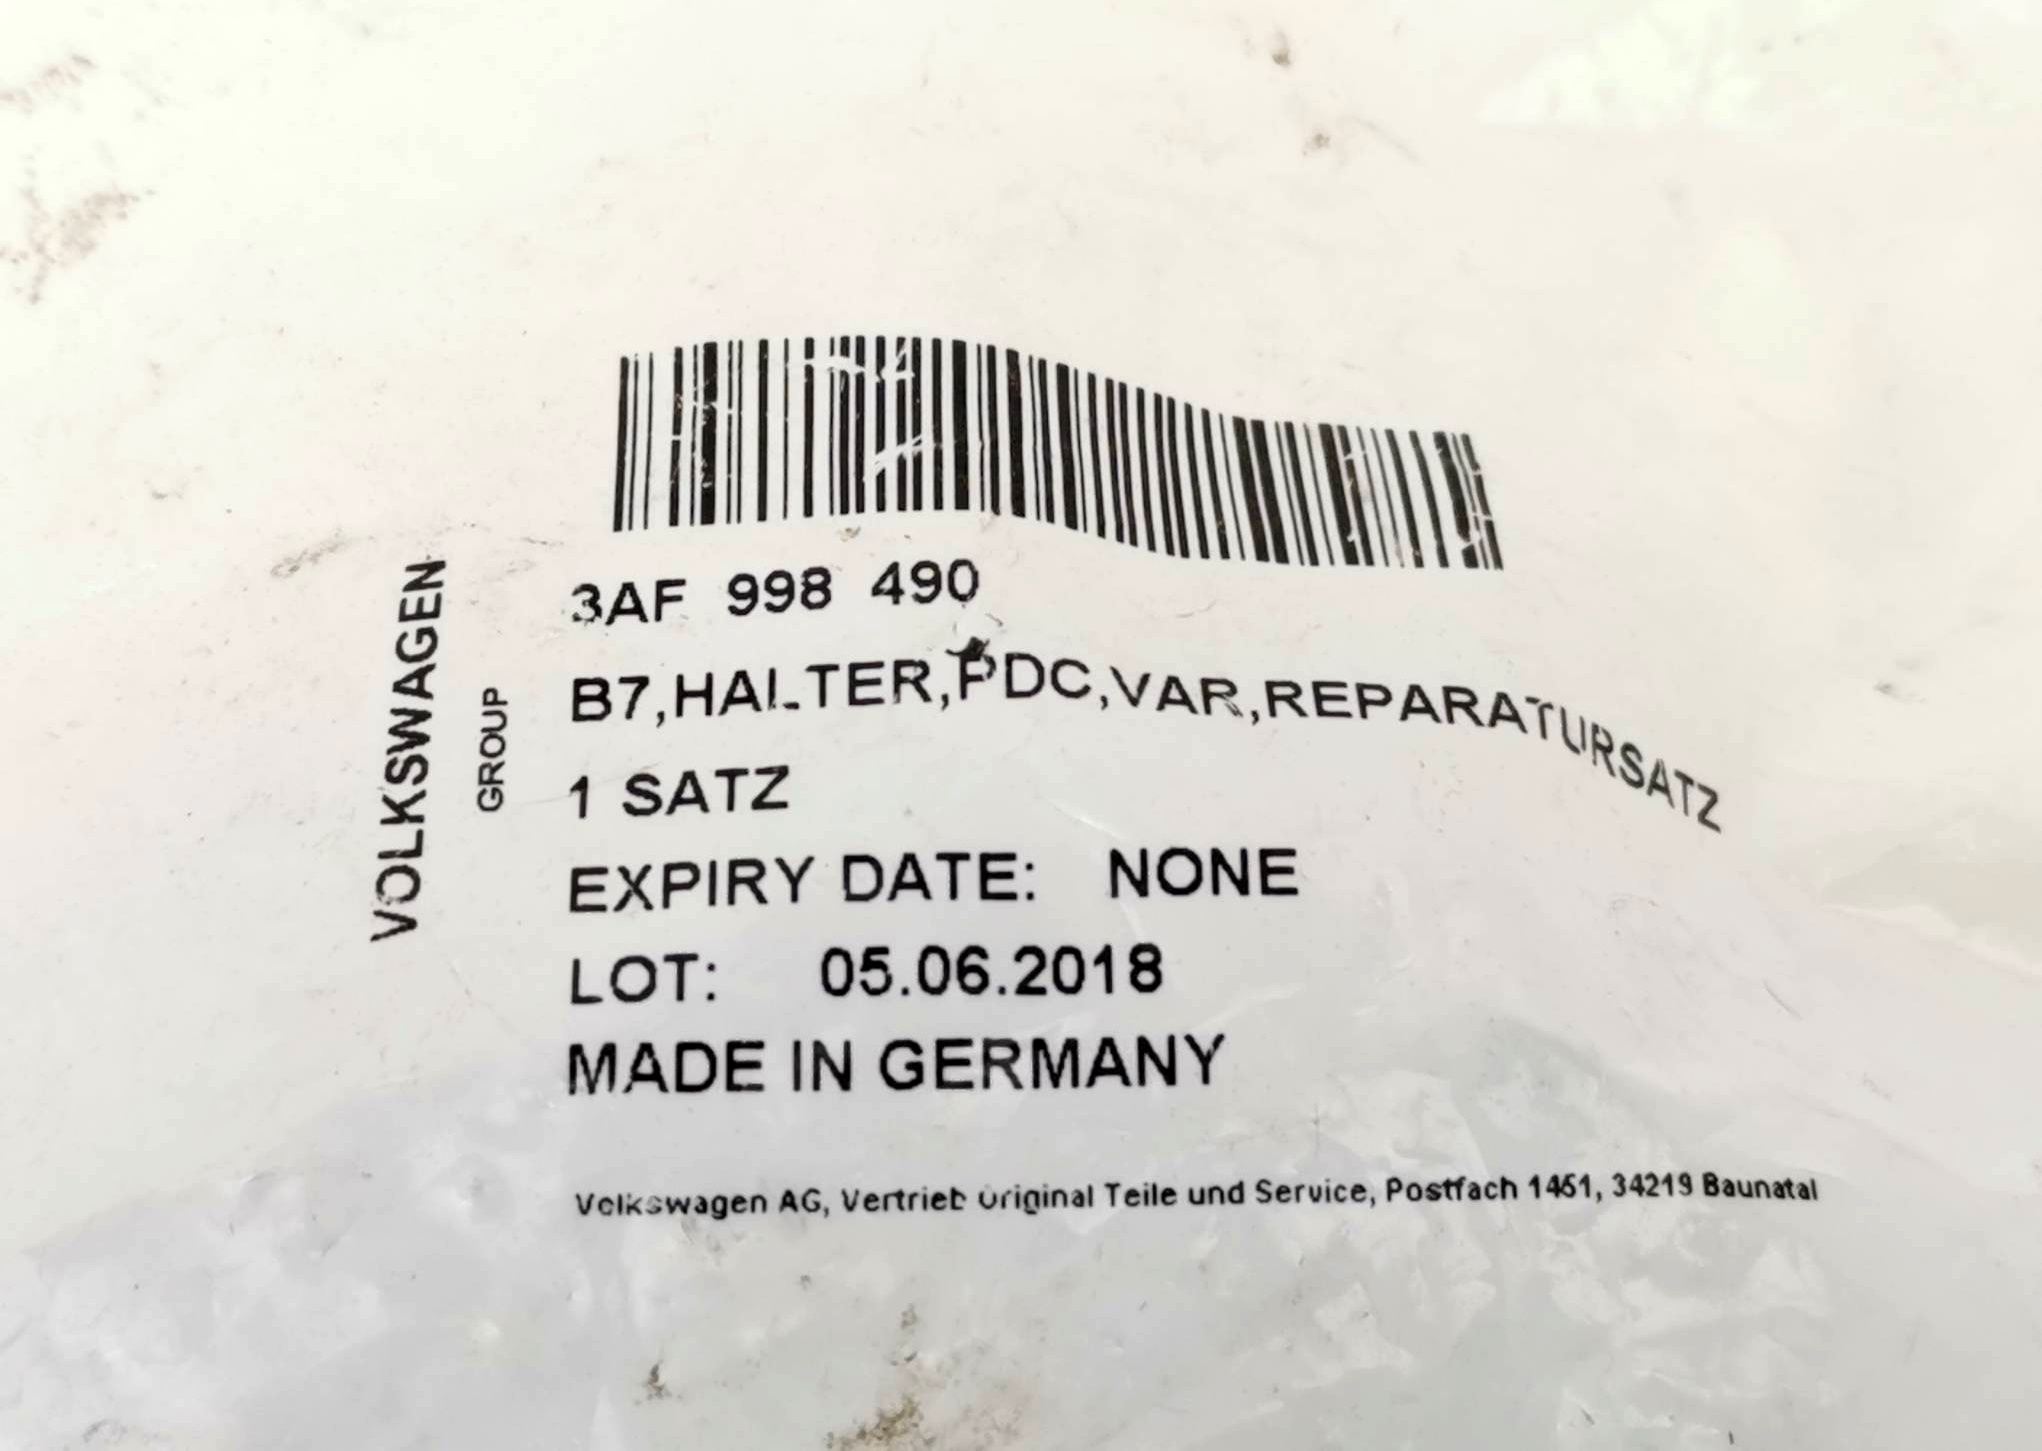 VOLKSWAGEN
GROUP
3AF 998 490
B7,HALTER,PDC,VAR,REPARATURSATZ
1 SATZ
EXPIRY DATE: NONE
LOT: 05.06.2018
MADE IN GERMANY
Volkswagen AG, Vertrieb Original Teile und Service, Postfach 1451, 34219 Baunatal